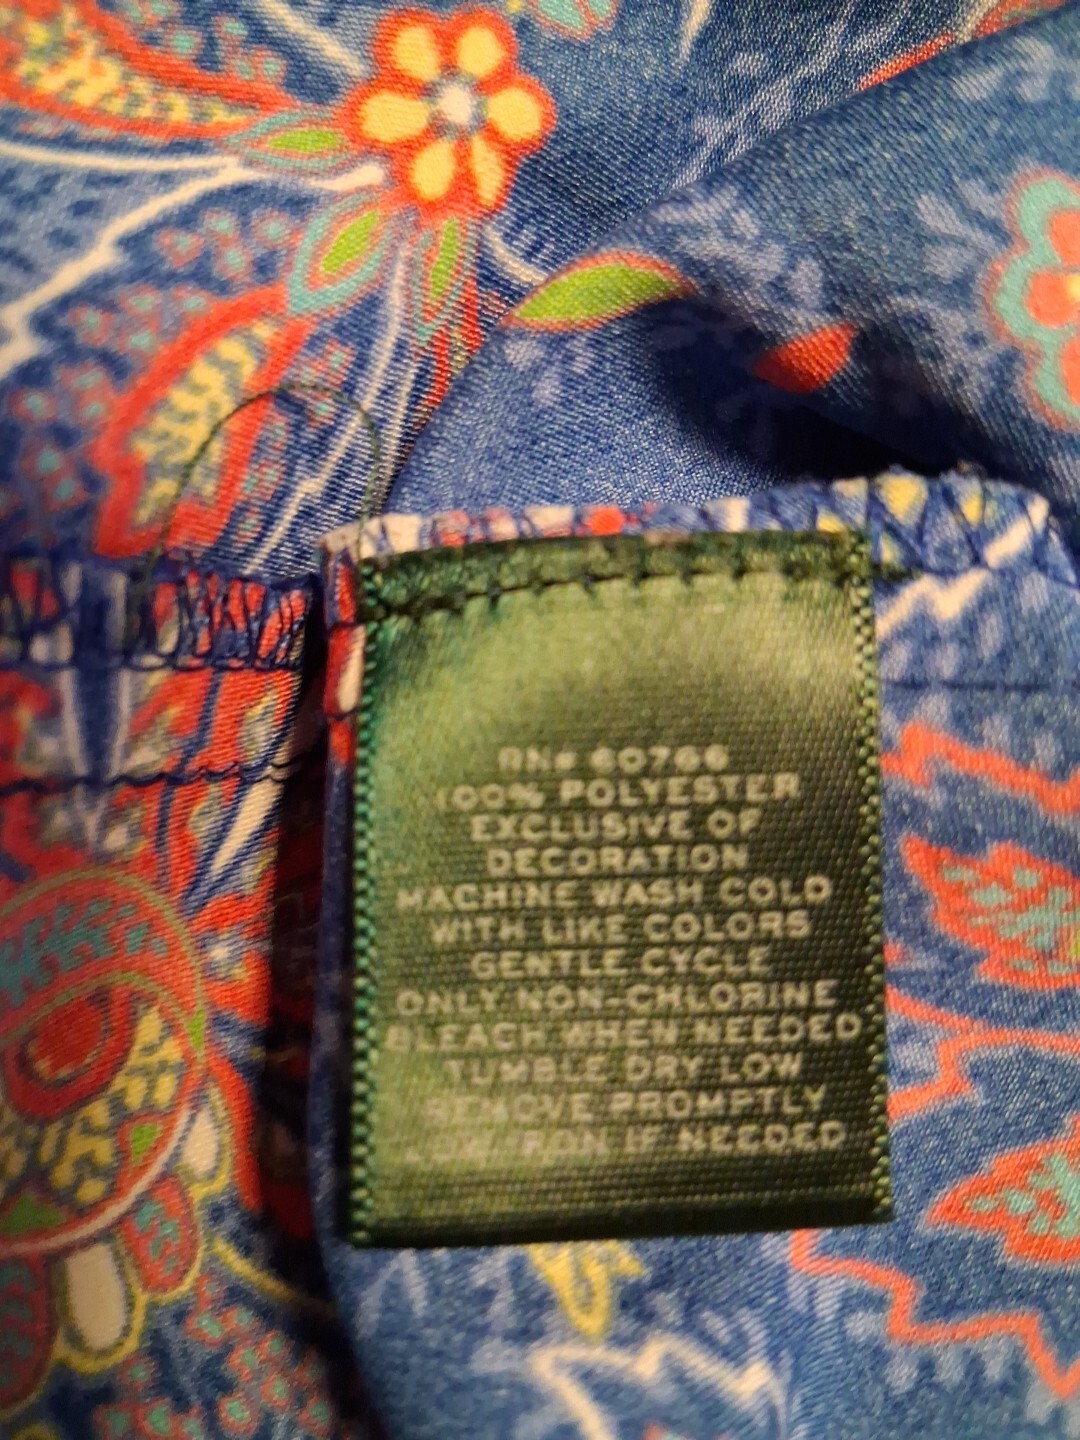 RN# 60766
100% POLYESTER
EXCLUSIVE OF
DECORATION
MACHINE WASH COLD
WITH LIKE COLORS
GENTLE CYCLE
ONLY NON-CHLORINE
BLEACH WHEN NEEDED
TUMBLE DRY LOW
REMOVE PROMPTLY
LOW IRON IF NEEDED